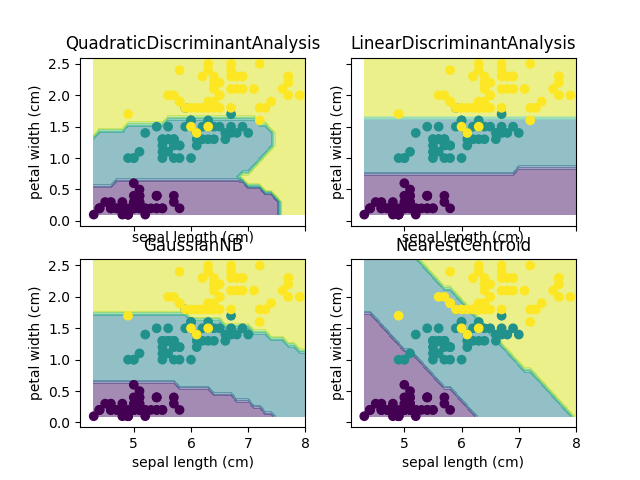 QuadraticDiscriminantAnalysis
LinearDiscriminantAnalysis
2.5
2.0
1.5
1.0
0.5
0.0
petal width (cm)
petal width (cm)
sepal length (cm)
sepal length (cm)
GaussianNB
NearestCentroid
2.5
2.0
1.5
1.0
0.5
0.0
petal width (cm)
petal width (cm)
5 6 7 8
5 6 7 8
sepal length (cm)
sepal length (cm)